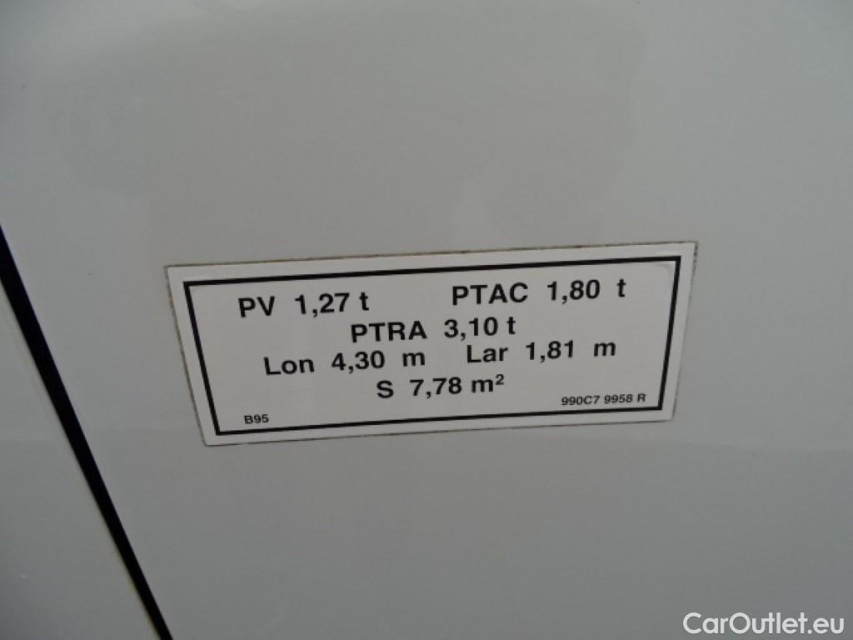 PV 1,27 t PTAC 1,80 t
PTRA 3,10 t
Lon 4,30 m Lar 1,81 m
S 7,78 m²
B95 990C7 9958 R
CarOutlet.eu